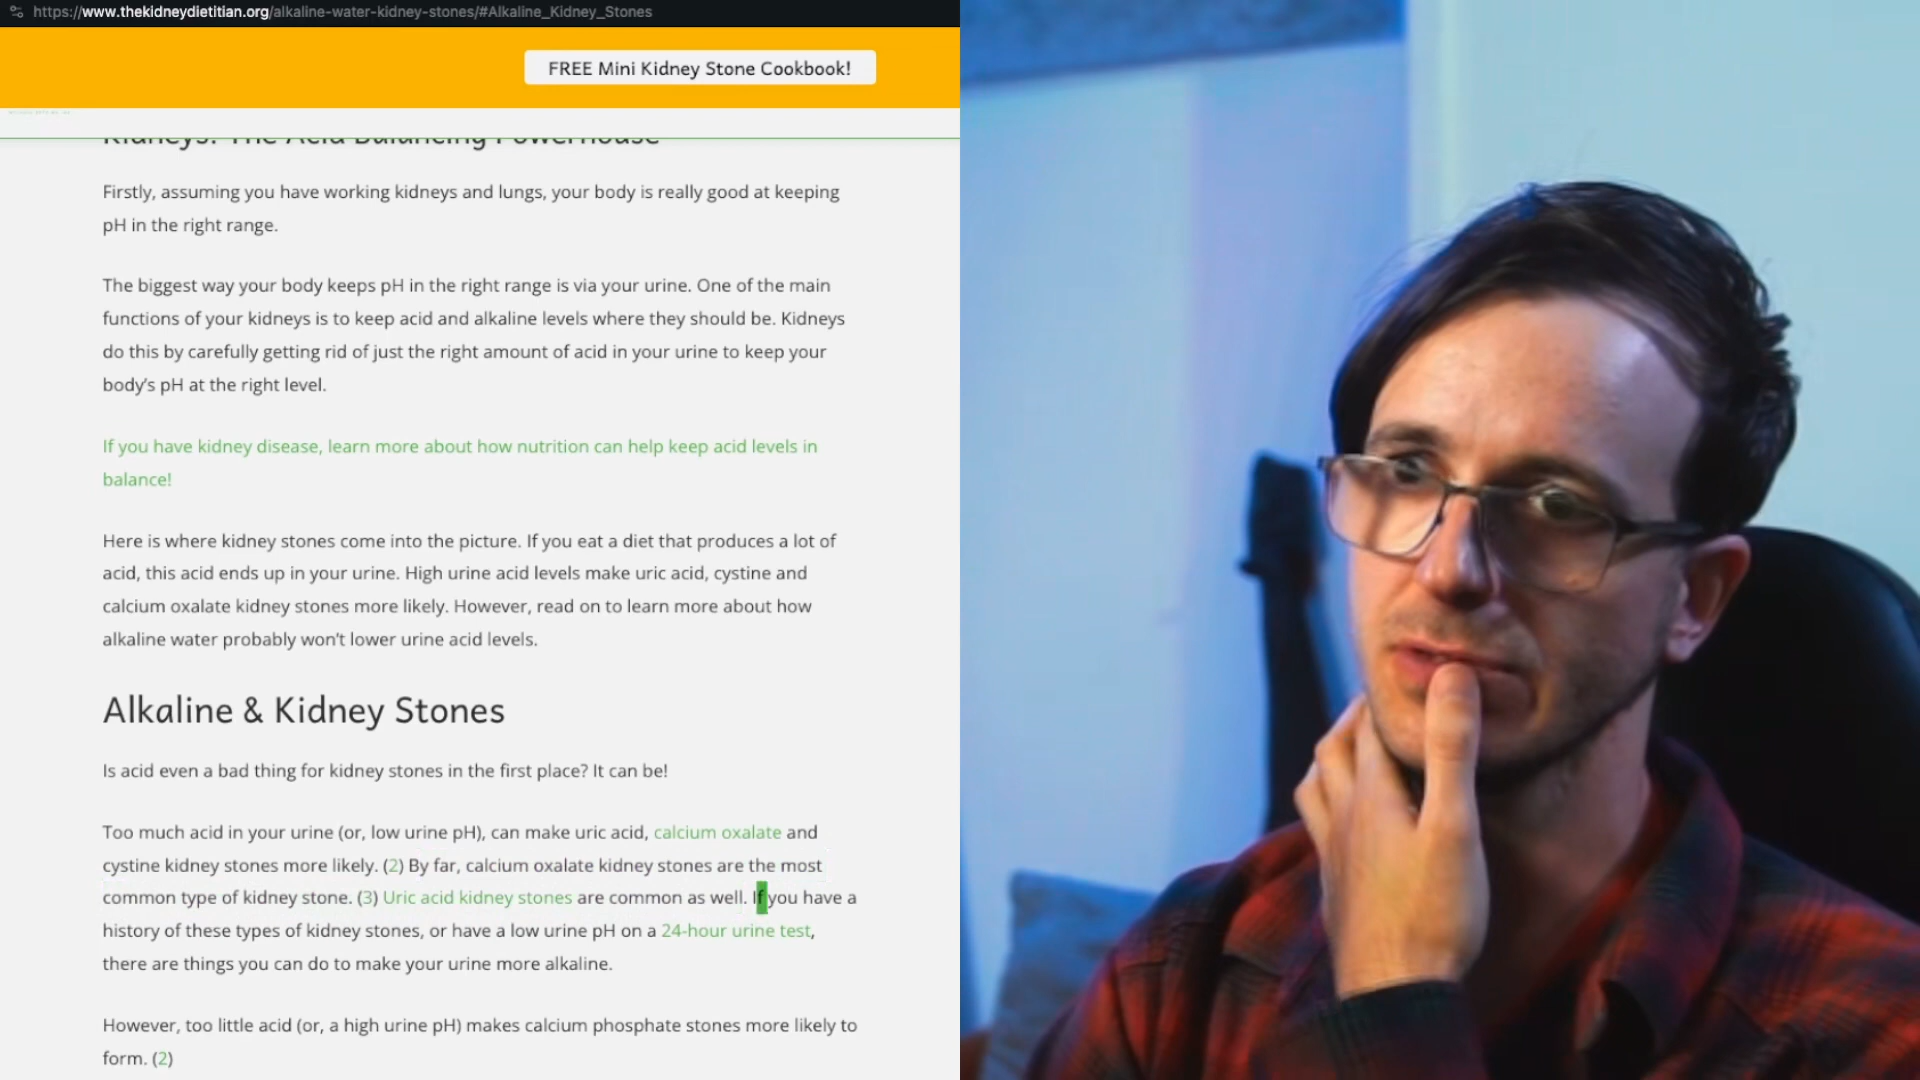 https://www.thekidneydietitian.org/alkaline-water-kidney-stones/#Alkaline_Kidney_Stones
FREE Mini Kidney Stone Cookbook!
Kidneys: The Acid Balancing Powerhouse
Firstly, assuming you have working kidneys and lungs, your body is really good at keeping
pH in the right range.
The biggest way your body keeps pH in the right range is via your urine. One of the main
functions of your kidneys is to keep acid and alkaline levels where they should be. Kidneys
do this by carefully getting rid of just the right amount of acid in your urine to keep your
body's pH at the right level.
If you have kidney disease, learn more about how nutrition can help keep acid levels in
balance!
Here is where kidney stones come into the picture. If you eat a diet that produces a lot of
acid, this acid ends up in your urine. High urine acid levels make uric acid, cystine and
calcium oxalate kidney stones more likely. However, read on to learn more about how
alkaline water probably won't lower urine acid levels.
Alkaline & Kidney Stones
Is acid even a bad thing for kidney stones in the first place? It can be!
Too much acid in your urine (or, low urine pH), can make uric acid, calcium oxalate and
cystine kidney stones more likely. (2) By far, calcium oxalate kidney stones are the most
common type of kidney stone. (3) Uric acid kidney stones are common as well. If you have a
history of these types of kidney stones, or have a low urine pH on a 24-hour urine test,
there are things you can do to make your urine more alkaline.
However, too little acid (or, a high urine pH) makes calcium phosphate stones more likely to
form. (2)